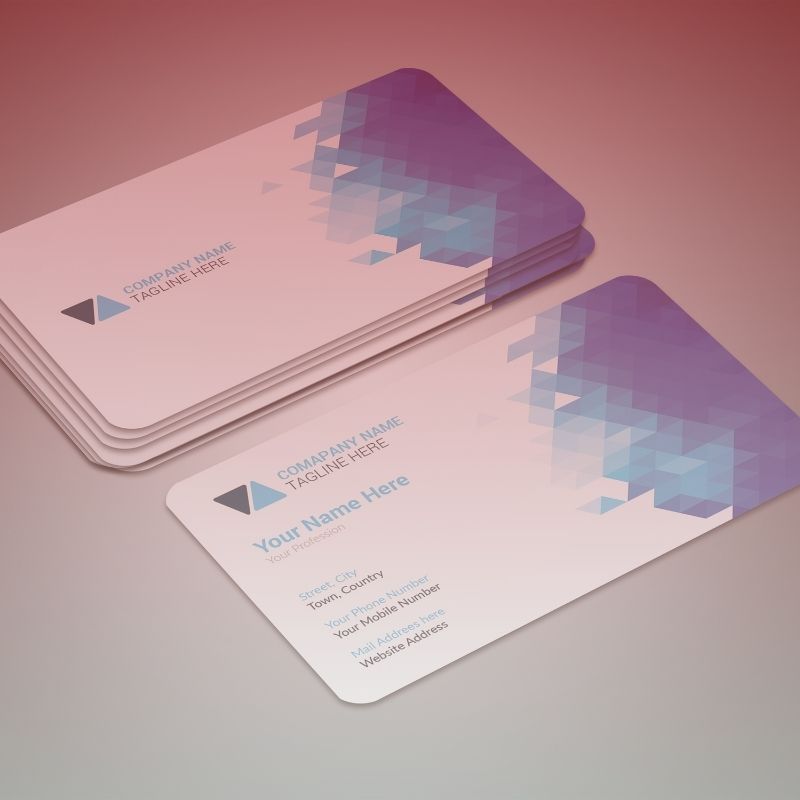 COMPANY NAME
TAGLINE HERE
COMAPANY NAME
TAGLINE HERE
Your Name Here
Your Profession
Street, City
Town, Country
Your Phone Number
Your Mobile Number
Mail Addrees here
Website Address